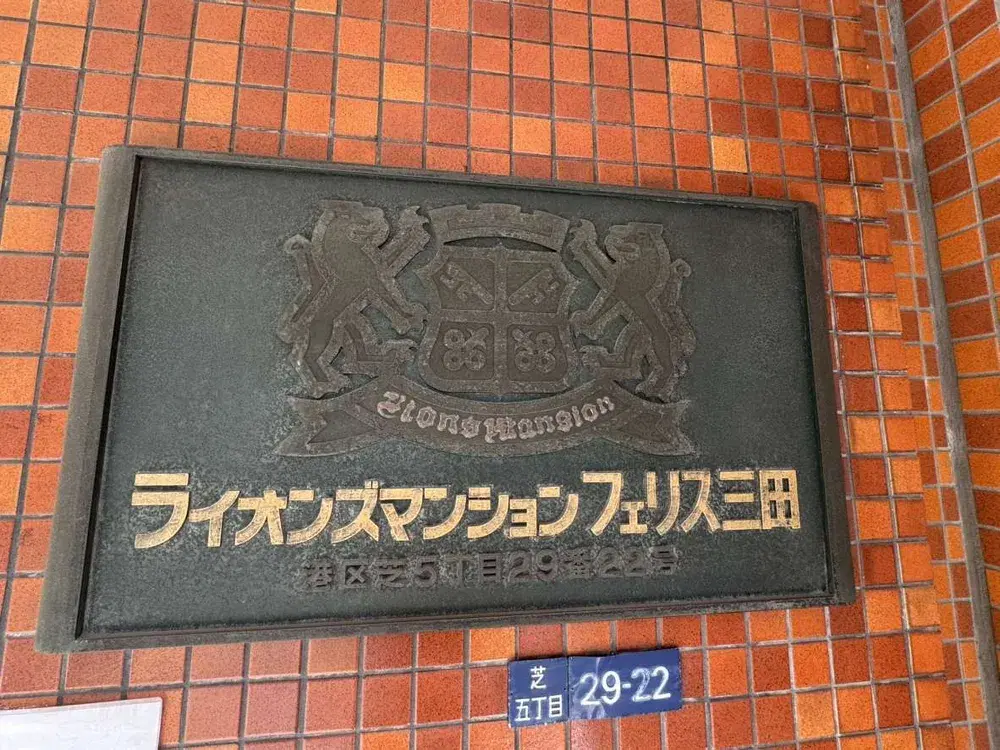 Lions Mansion
ライオンズマンションフェリス三田
港区芝5丁目29番22号
芝
五丁目
29-22